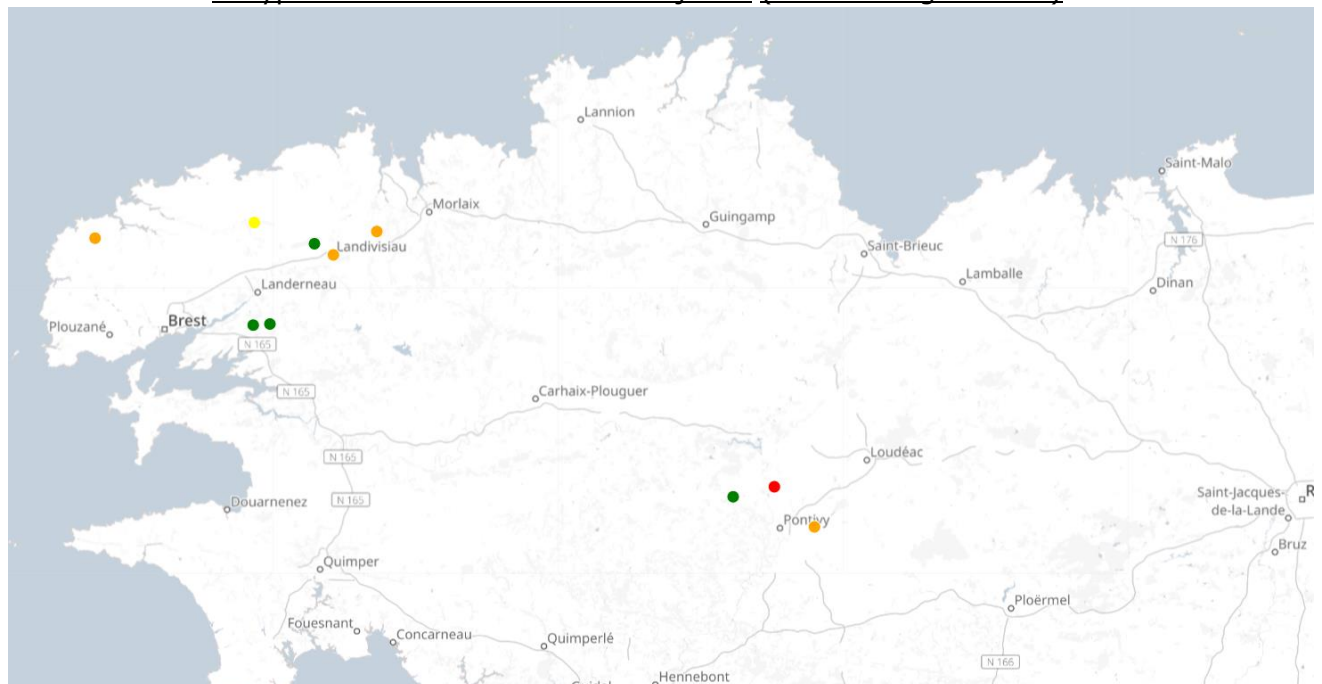 Lannion
Saint-Malo
Morlaix
Guingamp
N 176
Landivisiau
Saint-Brieuc
Lamballe
Landerneau
Dinan
Brest
Plouzané
N 165
N 165
Carhaix-Plouguer
Loudéac
N 165
N 165
Douarnenez
Saint-Jacques-
de-la-Lande
R
Pontivy
Bruz
Quimper
Ploërmel
Fouesnant
Concarneau
Quimperlé
N 166
Hennebont